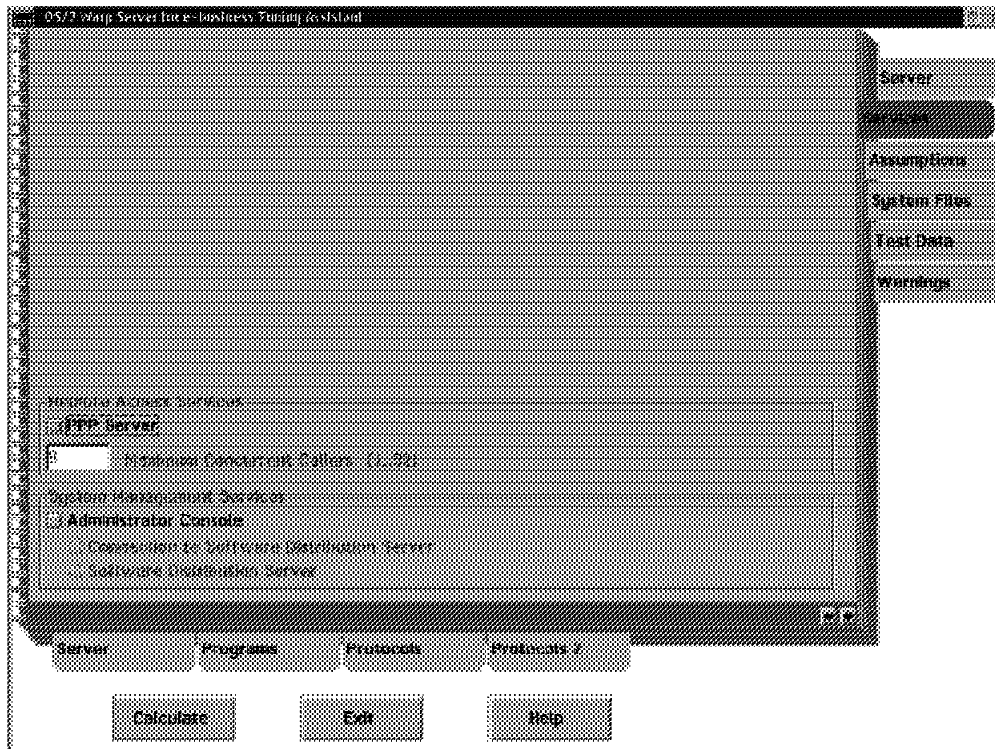 OS/2 Warp Server for e-business Tuning Assistant
Server
Services
Assumptions
System Files
Test Data
Warnings
Remote Access Services
PPP Server
Maximum Concurrent Callers
System Management Services
Administrator Console
Connection to Software Distribution Server
Software Distribution Server
Server
Programs
Protocols
Protocols 2
Calculate
Exit
Help